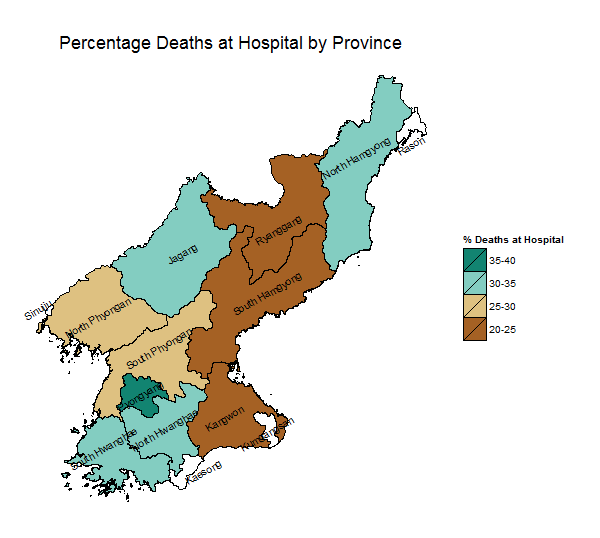 Percentage Deaths at Hospital by Province
North Hamgyong
Rason
Ryanggang
Jagang
South Hamgyong
Sinuiju
North Phyongan
South Phyongan
Pyongyang
Kangwon
Kumgangsan
North Hwanghae
South Hwanghae
Kaesong
% Deaths at Hospital
35-40
30-35
25-30
20-25